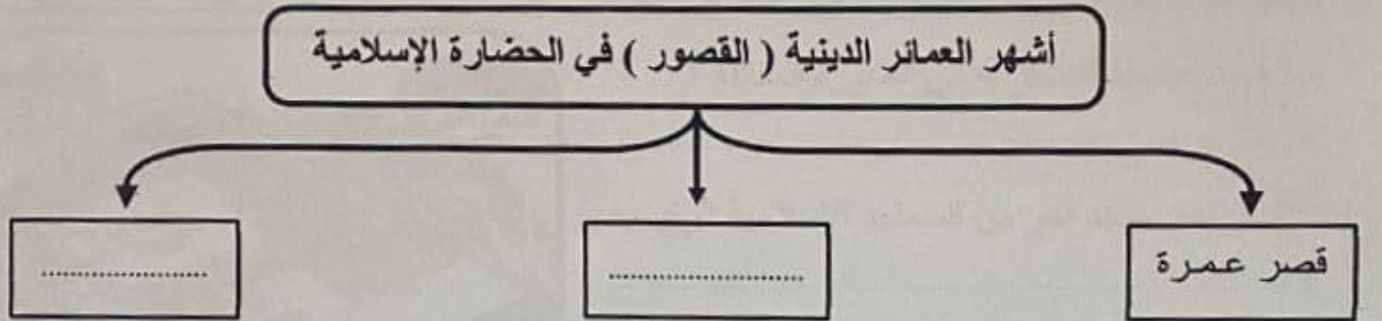 أشهر العمائر الدينية ( القصور ) في الحضارة الإسلامية
قصر عمرة
......................
......................